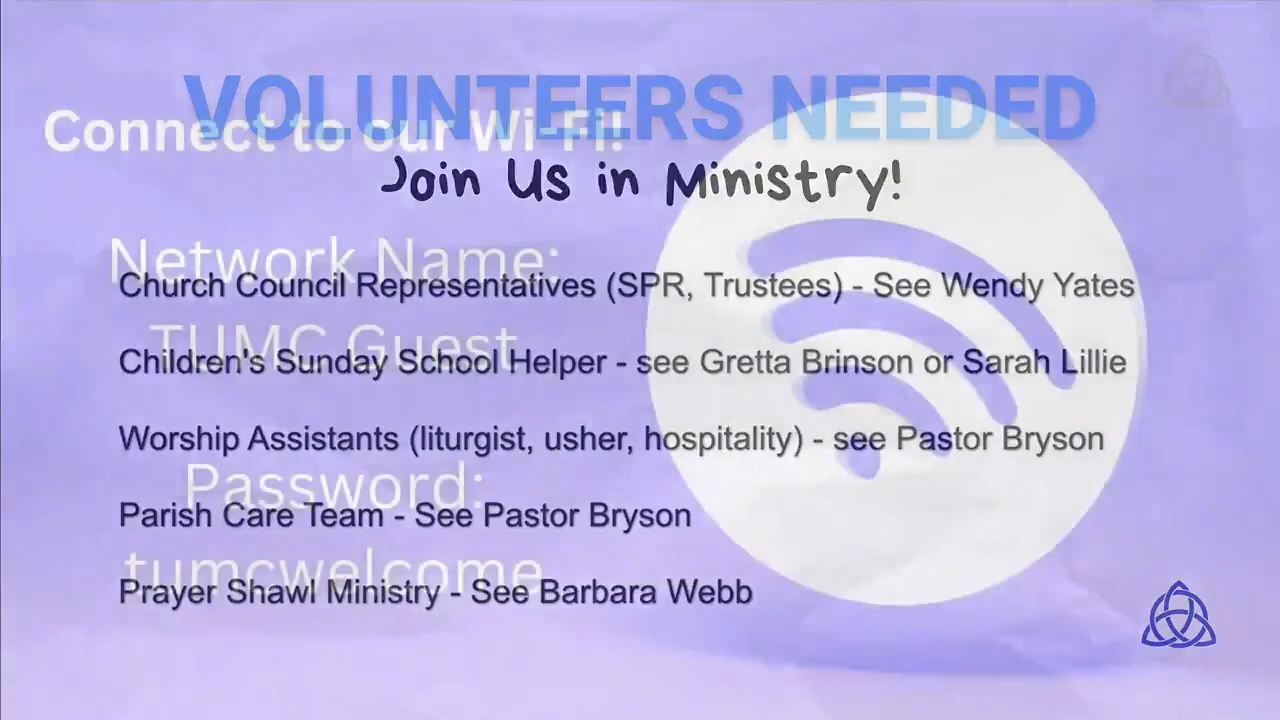 VOLUNTEERS NEEDED
Connect to our Wi-Fi!
Join Us in Ministry!
Network Name:
Church Council Representatives (SPR, Trustees) - See Wendy Yates
TUMC Guest
Children's Sunday School Helper - see Gretta Brinson or Sarah Lillie
Worship Assistants (liturgist, usher, hospitality) - see Pastor Bryson
Password:
Parish Care Team - See Pastor Bryson
tumcwelcome
Prayer Shawl Ministry - See Barbara Webb